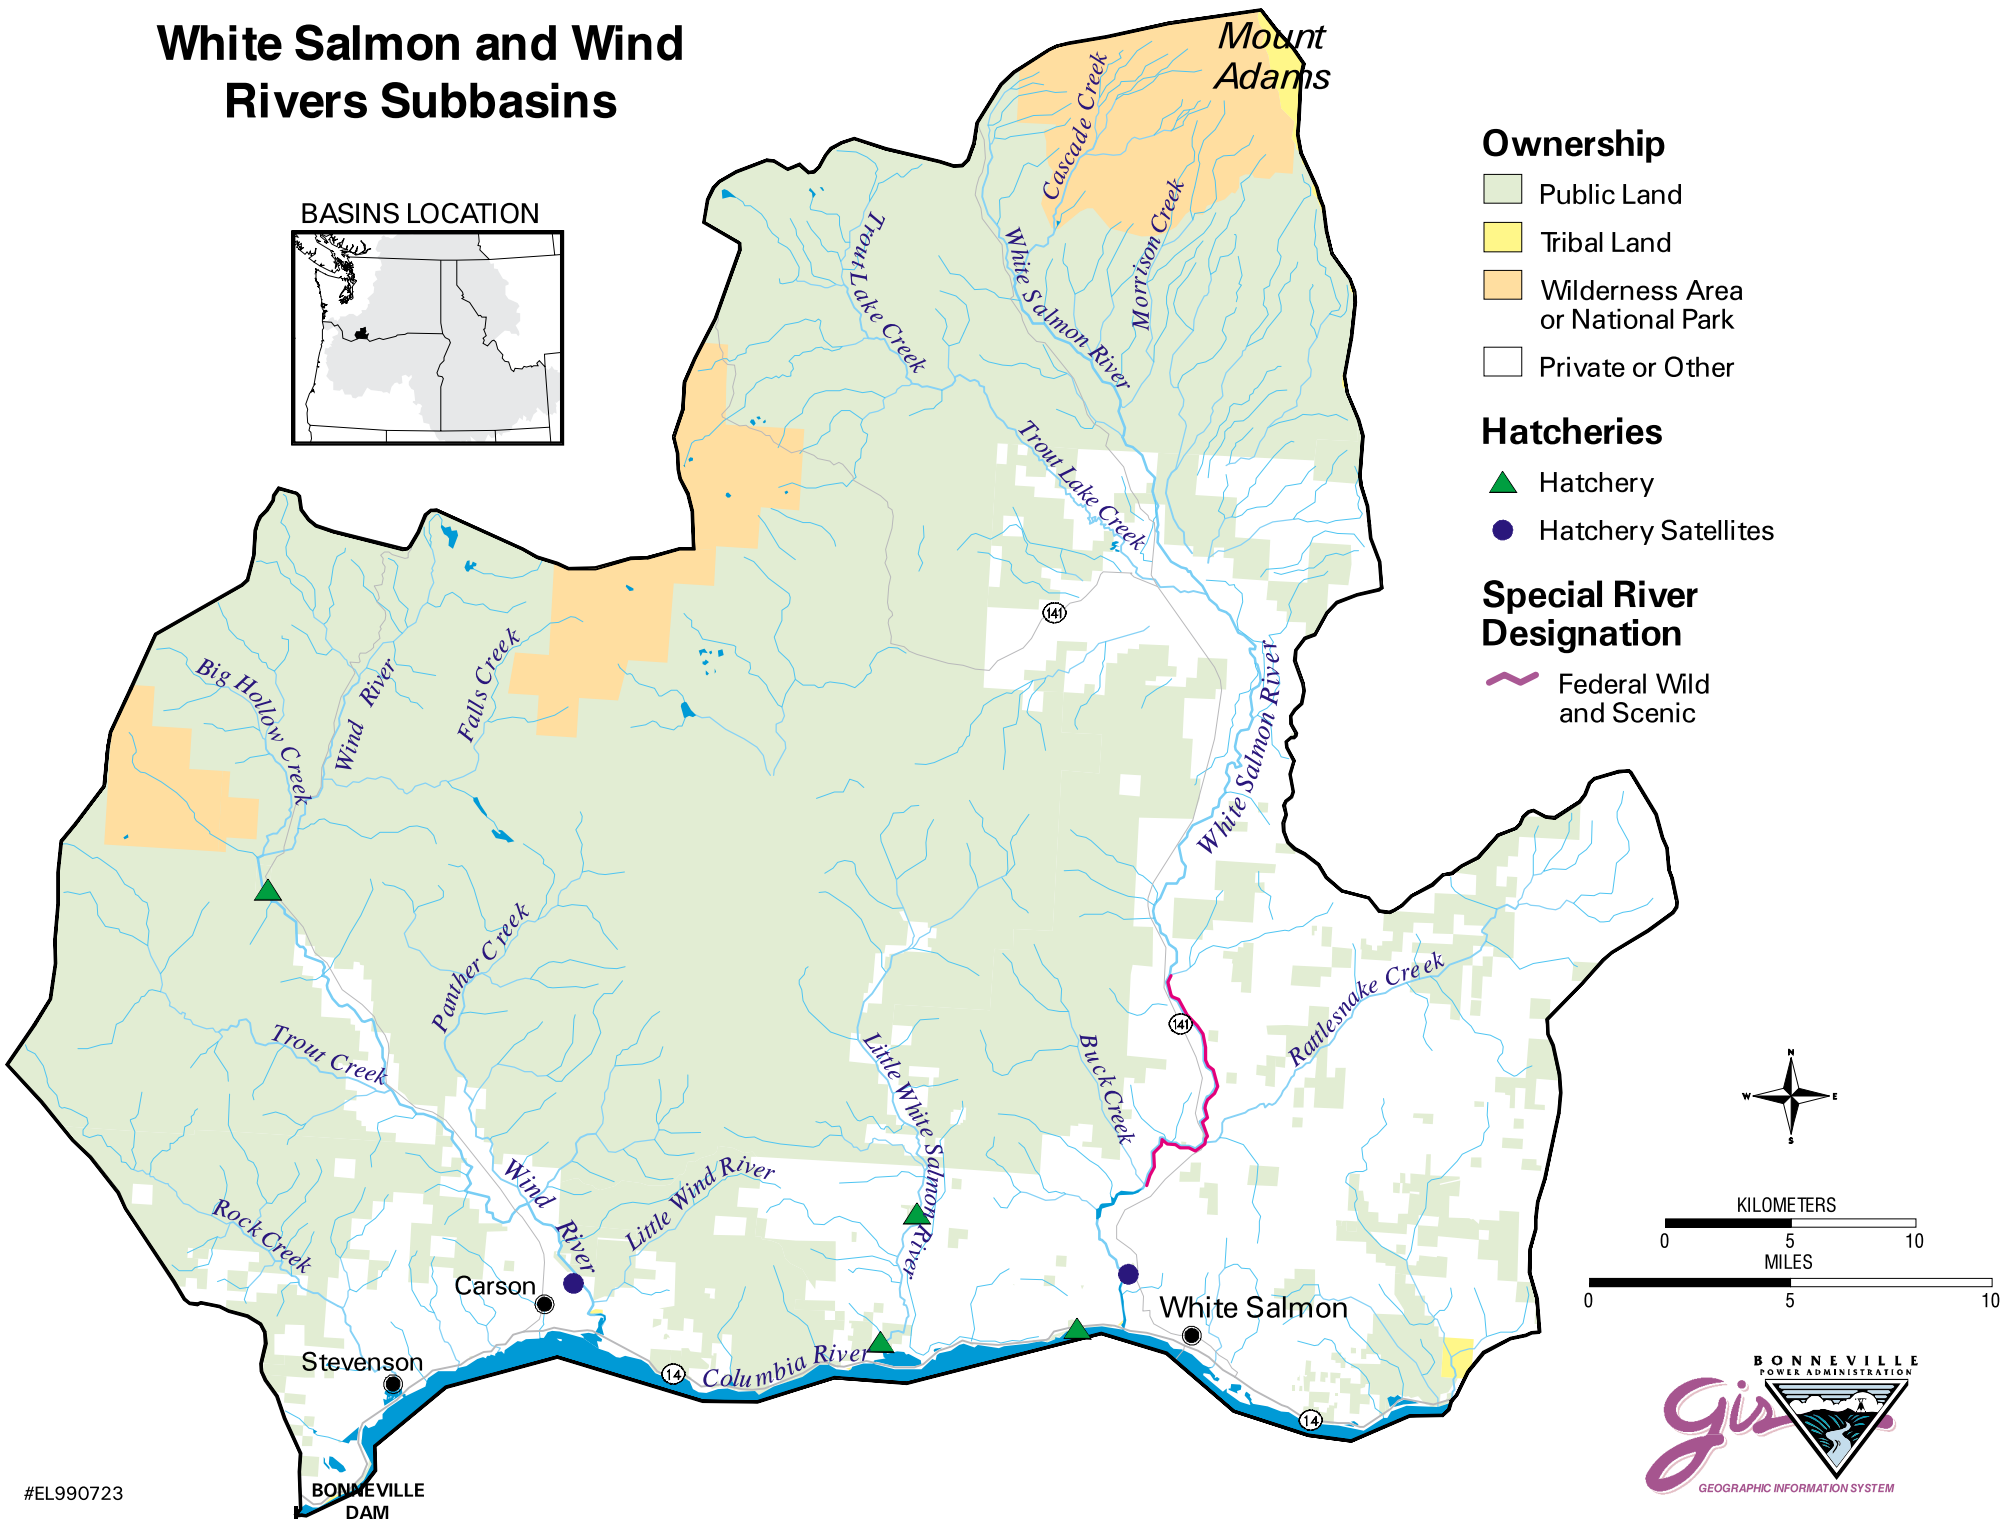 White Salmon and Wind
Rivers Subbasins
BASINS LOCATION
Mount
Adams
Cascade Creek
Morrison Creek
White Salmon River
Trout Lake Creek
Trout Lake Creek
141
White Salmon River
Big Hollow Creek
Wind River
Falls Creek
Panther Creek
Trout Creek
Rock Creek
Wind River
Little Wind River
Little White Salmon River
Buck Creek
141
Rattlesnake Creek
Carson
Stevenson
White Salmon
Columbia River
14
14
BONNEVILLE
DAM
#EL990723
Ownership
Public Land
Tribal Land
Wilderness Area
or National Park
Private or Other
Hatcheries
Hatchery
Hatchery Satellites
Special River
Designation
Federal Wild
and Scenic
N
W E
S
KILOMETERS
0 5 10
MILES
0 5 10
BONNEVILLE
POWER ADMINISTRATION
gis
GEOGRAPHIC INFORMATION SYSTEM